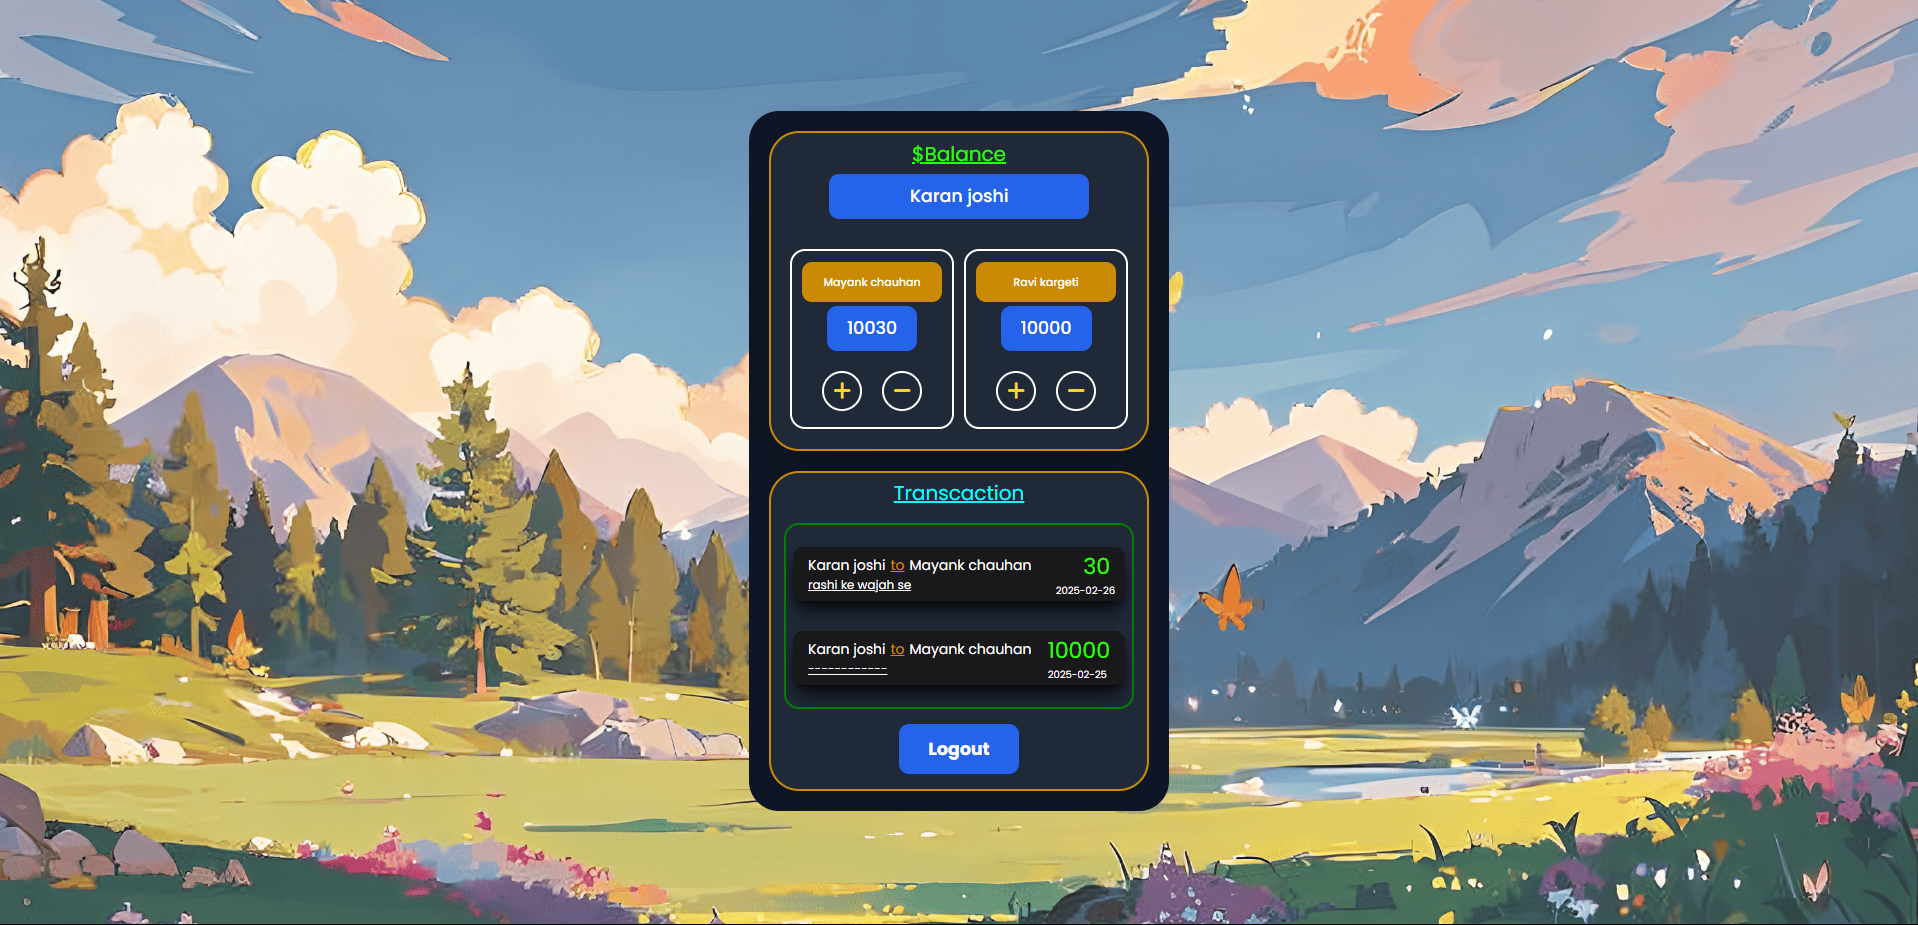 $Balance
Karan joshi
Mayank chauhan
10030
+ −
Ravi kargeti
10000
+ −
Transcaction
Karan joshi to Mayank chauhan 30
rashi ke wajah se 2025-02-26
Karan joshi to Mayank chauhan 10000
------------ 2025-02-25
Logout